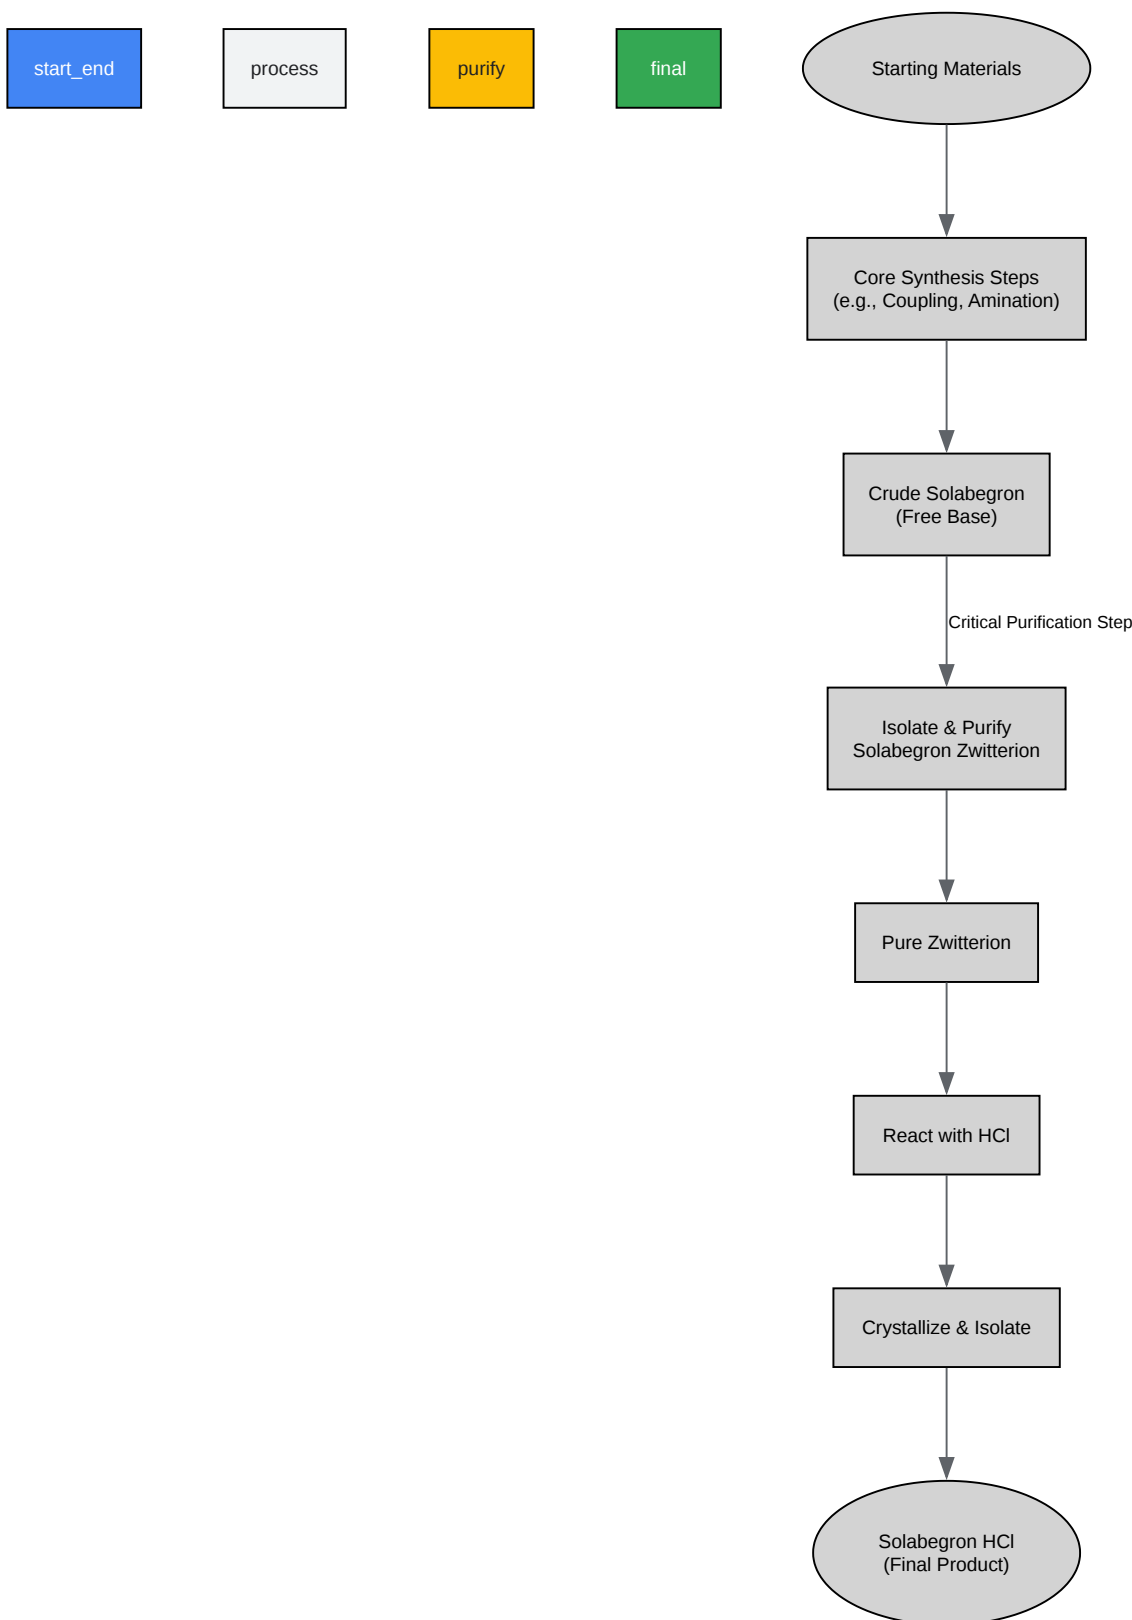 start_end
process
purify
final
Starting Materials
Core Synthesis Steps
(e.g., Coupling, Amination)
Crude Solabegron
(Free Base)
Critical Purification Step
Isolate & Purify
Solabegron Zwitterion
Pure Zwitterion
React with HCl
Crystallize & Isolate
Solabegron HCl
(Final Product)